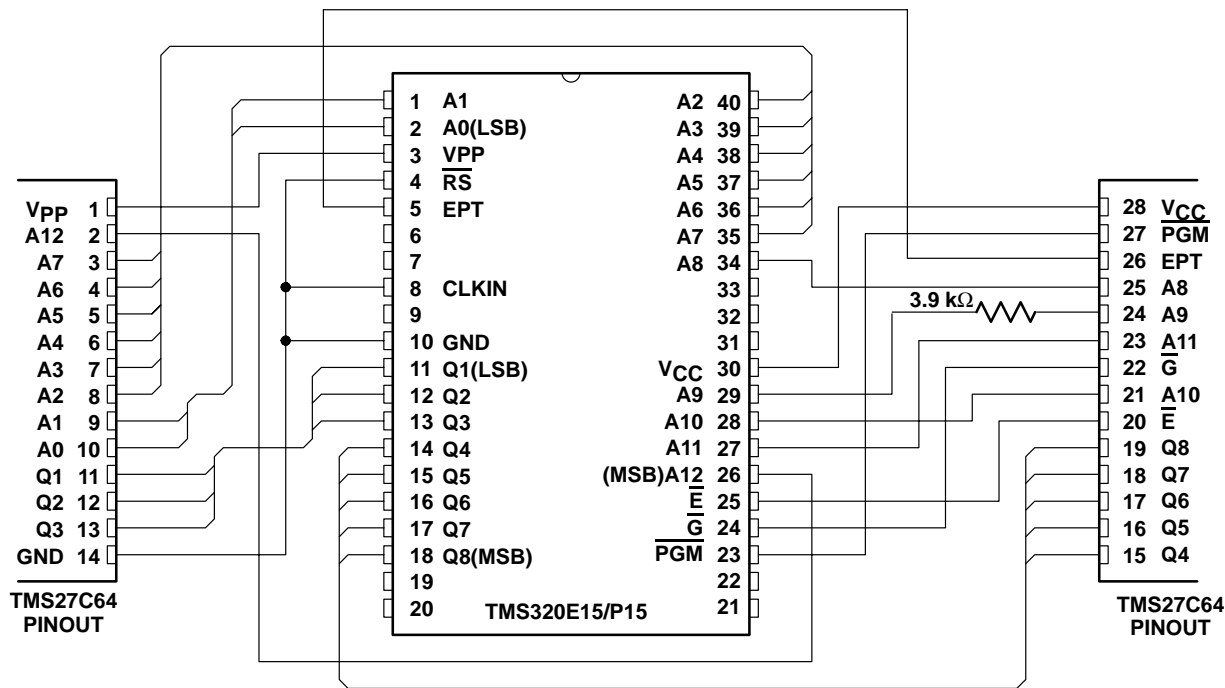 VPP 1
A12 2
A7 3
A6 4
A5 5
A4 6
A3 7
A2 8
A1 9
A0 10
Q1 11
Q2 12
Q3 13
GND 14
TMS27C64
PINOUT
1 A1
2 A0(LSB)
3 VPP
4 R̅S̅
5 EPT
6
7
8 CLKIN
9
10 GND
11 Q1(LSB)
12 Q2
13 Q3
14 Q4
15 Q5
16 Q6
17 Q7
18 Q8(MSB)
19
20
A2 40
A3 39
A4 38
A5 37
A6 36
A7 35
A8 34
33
32
31
VCC 30
A9 29
A10 28
A11 27
(MSB)A12 26
E̅ 25
G̅ 24
P̅G̅M̅ 23
22
21
TMS320E15/P15
3.9 kΩ
28 VCC
27 P̅G̅M̅
26 EPT
25 A8
24 A9
23 A11
22 G̅
21 A10
20 E̅
19 Q8
18 Q7
17 Q6
16 Q5
15 Q4
TMS27C64
PINOUT